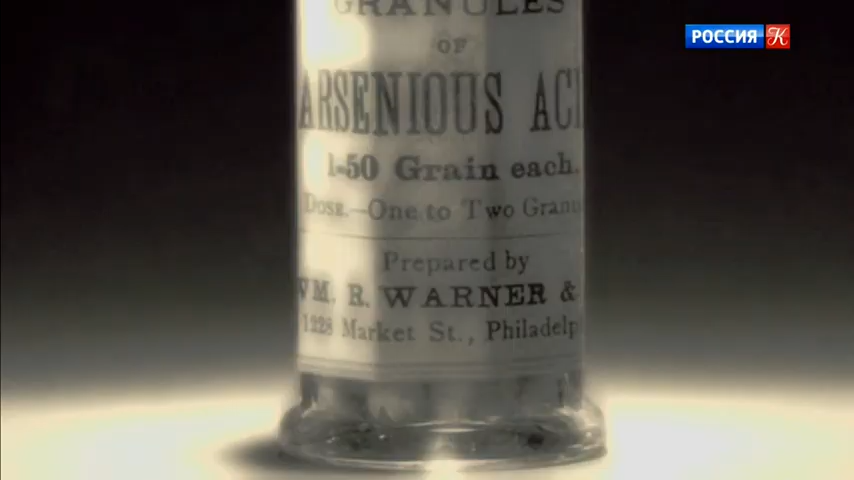 РОССИЯ К
GRANULES
OF
ARSENIOUS ACI
1-50 Grain each.
Dose.—One to Two Granu
Prepared by
WM. R. WARNER &
1228 Market St., Philadelp